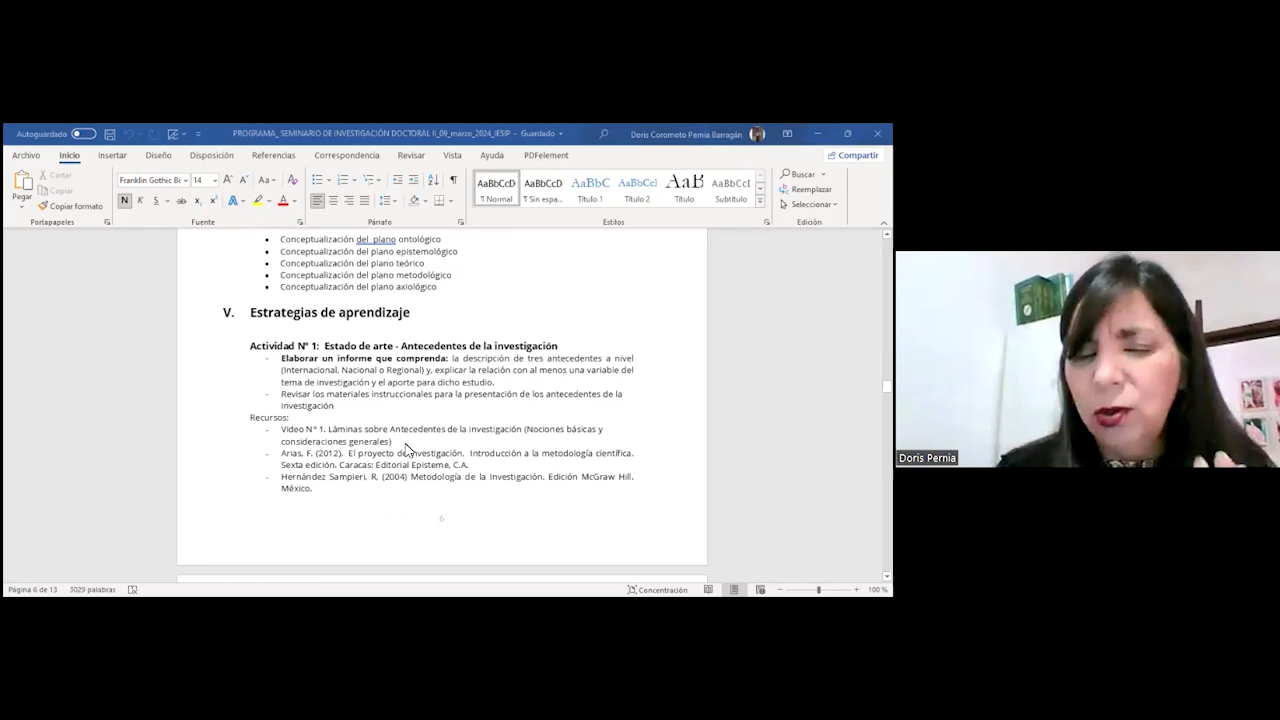 Autoguardado
PROGRAMA_ SEMINARIO DE INVESTIGACIÓN DOCTORAL II_09_marzo_2024_IESIP - Guardado
Doris Coromoto Pernia Barragán
Archivo Inicio Insertar Diseño Disposición Referencias Correspondencia Revisar Vista Ayuda PDFelement Compartir
Pegar
Cortar
Copiar
Copiar formato
Portapapeles
Franklin Gothic 14
Fuente
Párrafo
AaBbCcD AaBbCcD AaBbC AaBbCcl AaB AaBbCcI
¶ Normal ¶ Sin espa... Título 1 Título 2 Título Subtítulo
Estilos
Buscar
Reemplazar
Seleccionar
Edición
• Conceptualización del plano ontológico
• Conceptualización del plano epistemológico
• Conceptualización del plano teórico
• Conceptualización del plano metodológico
• Conceptualización del plano axiológico
V. Estrategias de aprendizaje
Actividad N° 1: Estado de arte - Antecedentes de la investigación
- Elaborar un informe que comprenda: la descripción de tres antecedentes a nivel
(Internacional, Nacional o Regional) y, explicar la relación con al menos una variable del
tema de investigación y el aporte para dicho estudio.
- Revisar los materiales instruccionales para la presentación de los antecedentes de la
investigación
Recursos:
- Video N° 1. Láminas sobre Antecedentes de la investigación (Nociones básicas y
consideraciones generales)
- Arias, F. (2012). El proyecto de investigación. Introducción a la metodología científica.
Sexta edición. Caracas: Editorial Episteme, C.A.
- Hernández Sampieri, R, (2004) Metodología de la Investigación. Edición McGraw Hill.
México.
6
Página 6 de 13 3029 palabras Concentración 100 %
Doris Pernia